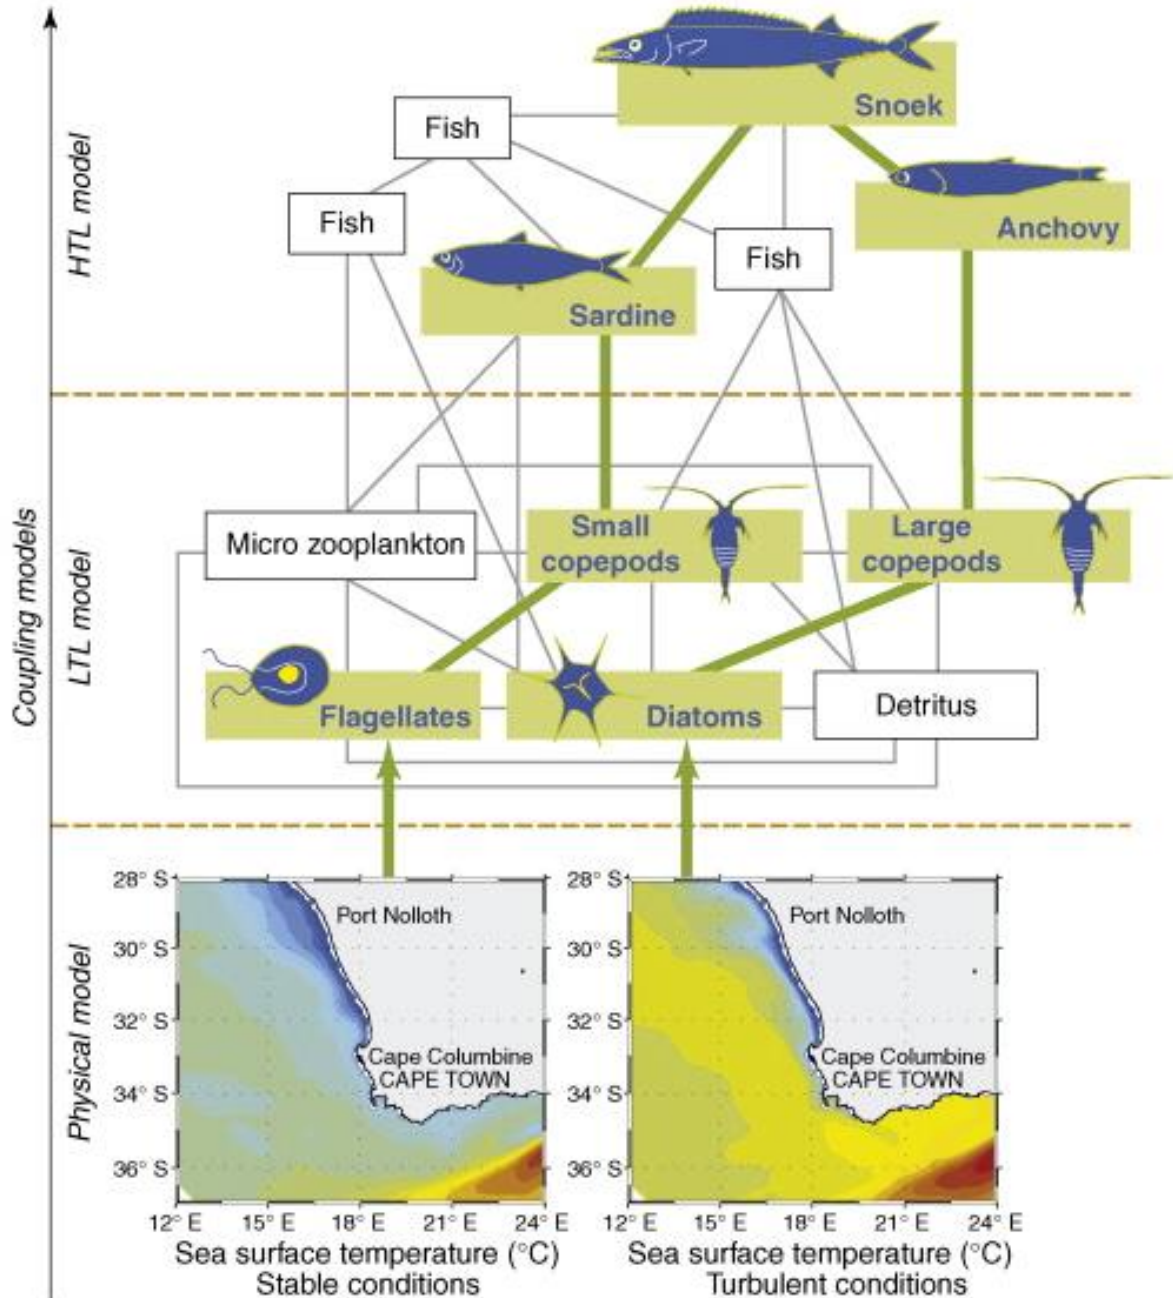 Coupling models
HTL model
LTL model
Physical model
Snoek
Fish
Anchovy
Fish
Fish
Sardine
Micro zooplankton
Small
copepods
Large
copepods
Flagellates
Diatoms
Detritus
28° S
30° S
32° S
34° S
36° S
Port Nolloth
Cape Columbine
CAPE TOWN
12° E
15° E
18° E
21° E
24° E
Sea surface temperature (°C)
Stable conditions
28° S
30° S
32° S
34° S
36° S
Port Nolloth
Cape Columbine
CAPE TOWN
12° E
15° E
18° E
21° E
24° E
Sea surface temperature (°C)
Turbulent conditions